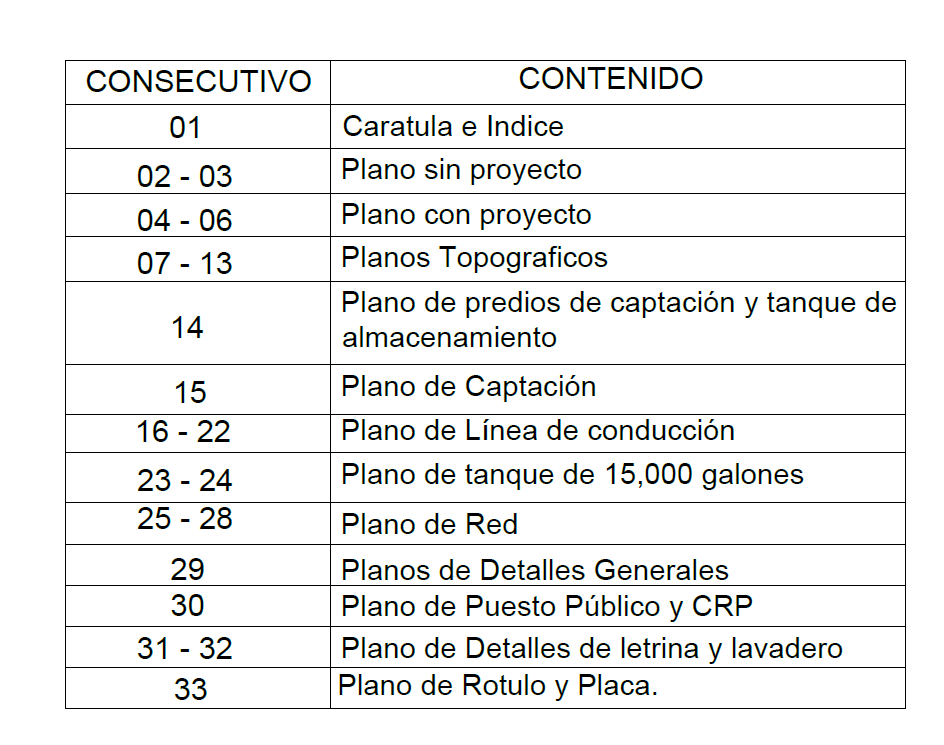 CONSECUTIVO CONTENIDO
01 Caratula e Indice
02 - 03 Plano sin proyecto
04 - 06 Plano con proyecto
07 - 13 Planos Topograficos
14 Plano de predios de captación y tanque de
almacenamiento
15 Plano de Captación
16 - 22 Plano de Línea de conducción
23 - 24 Plano de tanque de 15,000 galones
25 - 28 Plano de Red
29 Planos de Detalles Generales
30 Plano de Puesto Público y CRP
31 - 32 Plano de Detalles de letrina y lavadero
33 Plano de Rotulo y Placa.